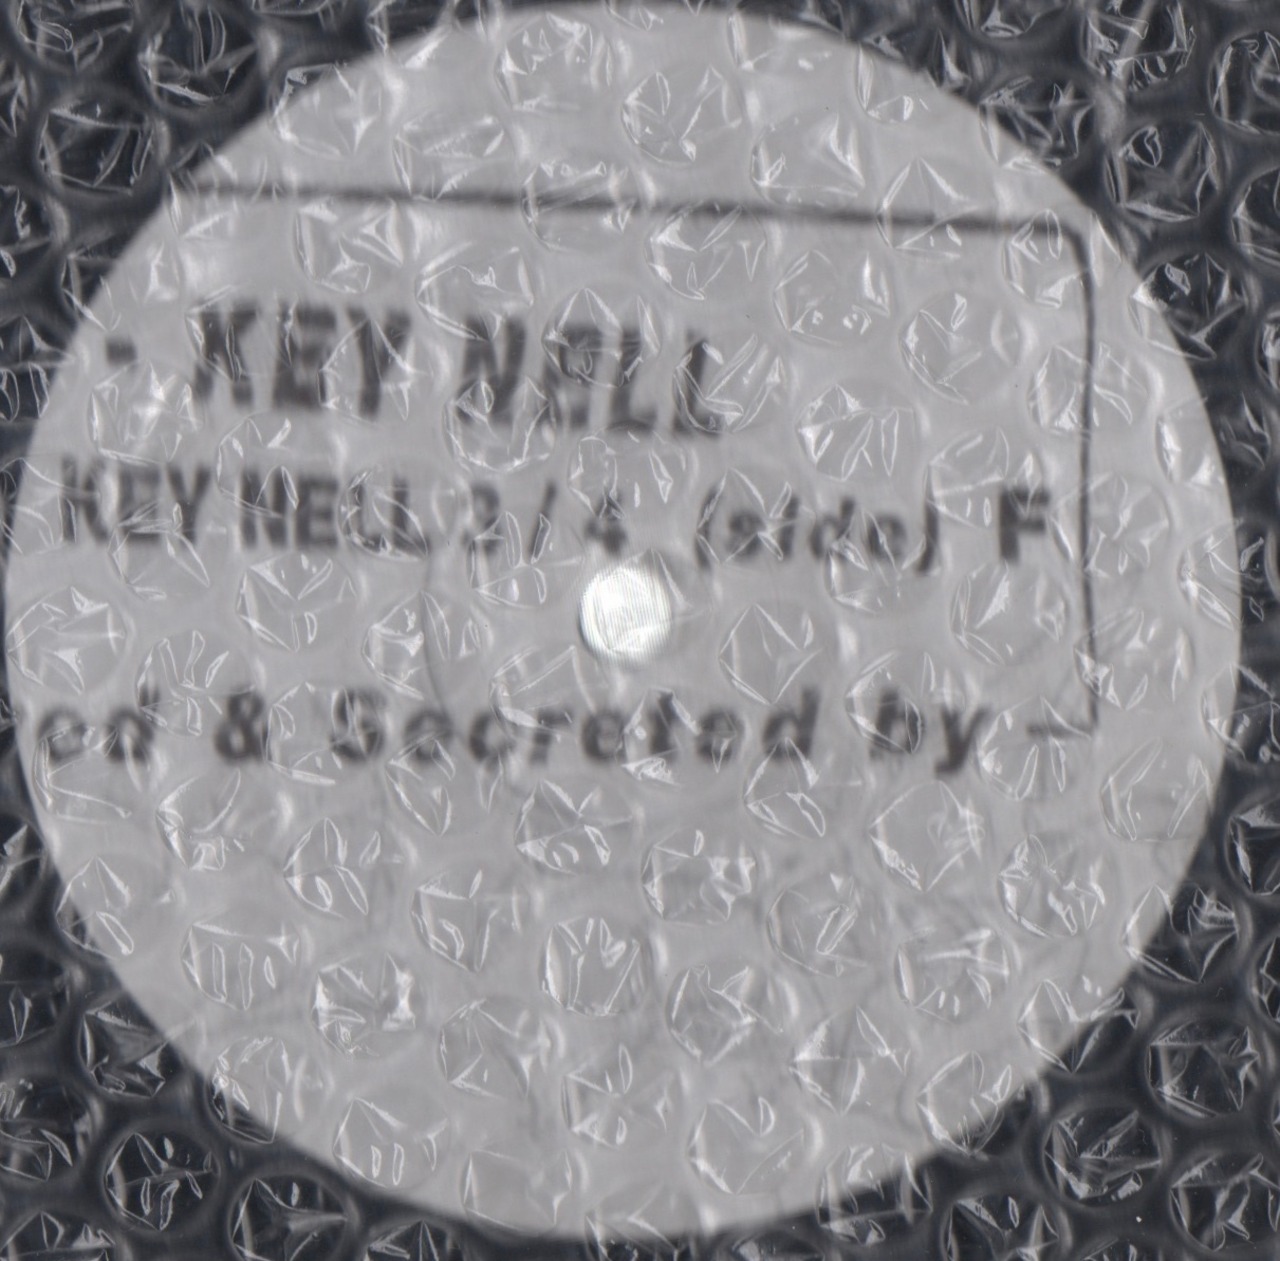 - KEY NELL
KEY NELL 3/4 (side) F
ed & Secreted by -